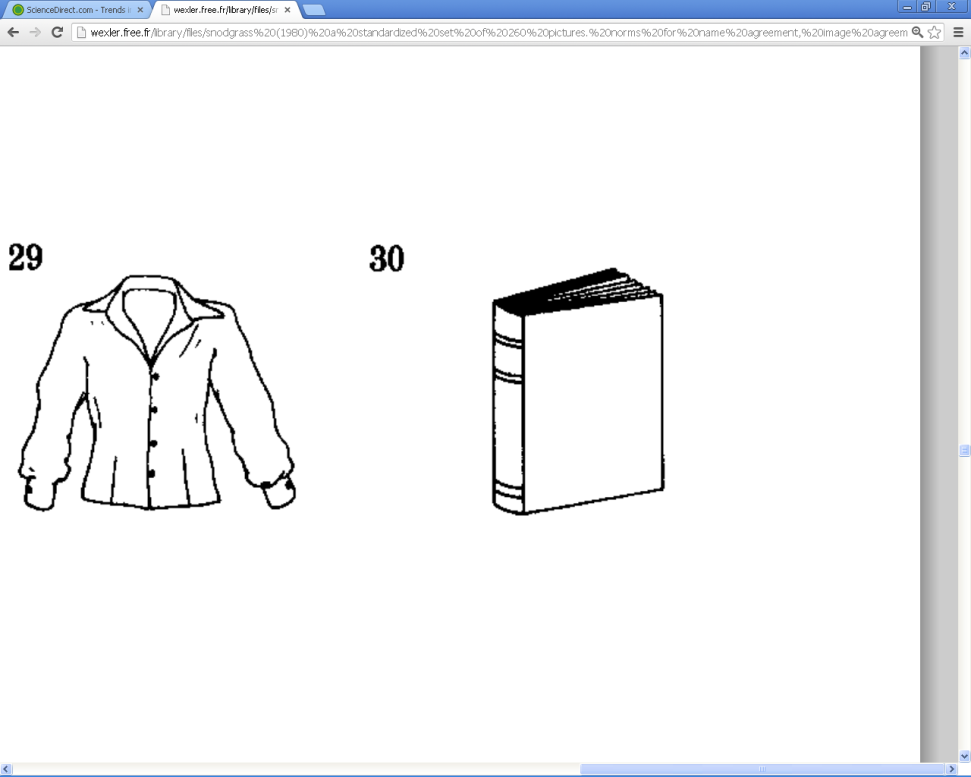 ScienceDirect.com - Trends i
wexler.free.fr/library/files/sn
wexler.free.fr/library/files/snodgrass%20(1980)%20a%20standardized%20set%20of%20260%20pictures.%20norms%20for%20name%20agreement,%20image%20agreem
29
30